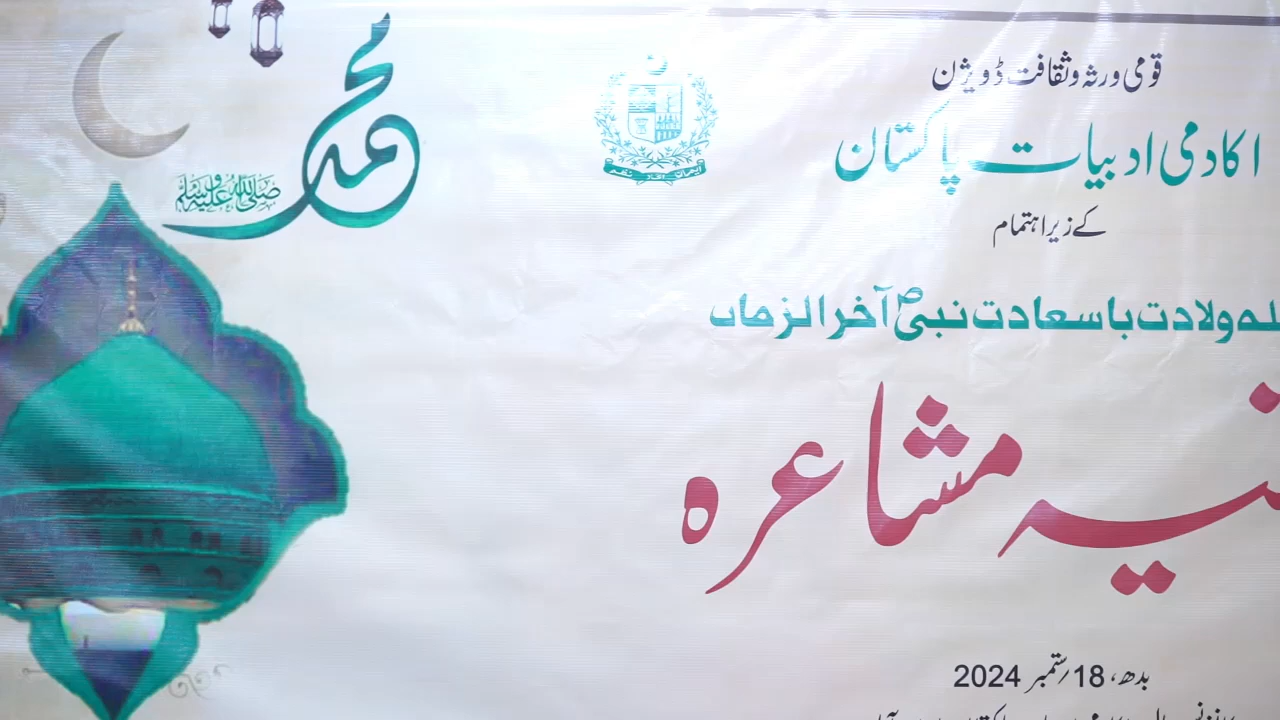 محمد
صلی اللہ علیہ وسلم
قومی ورثہ و ثقافت ڈویژن
اکادمی ادبیات پاکستان
کے زیر اہتمام
ولادت باسعادت نبیؐ آخر الزماں
مشاعرہ
بدھ، 18/ستمبر 2024